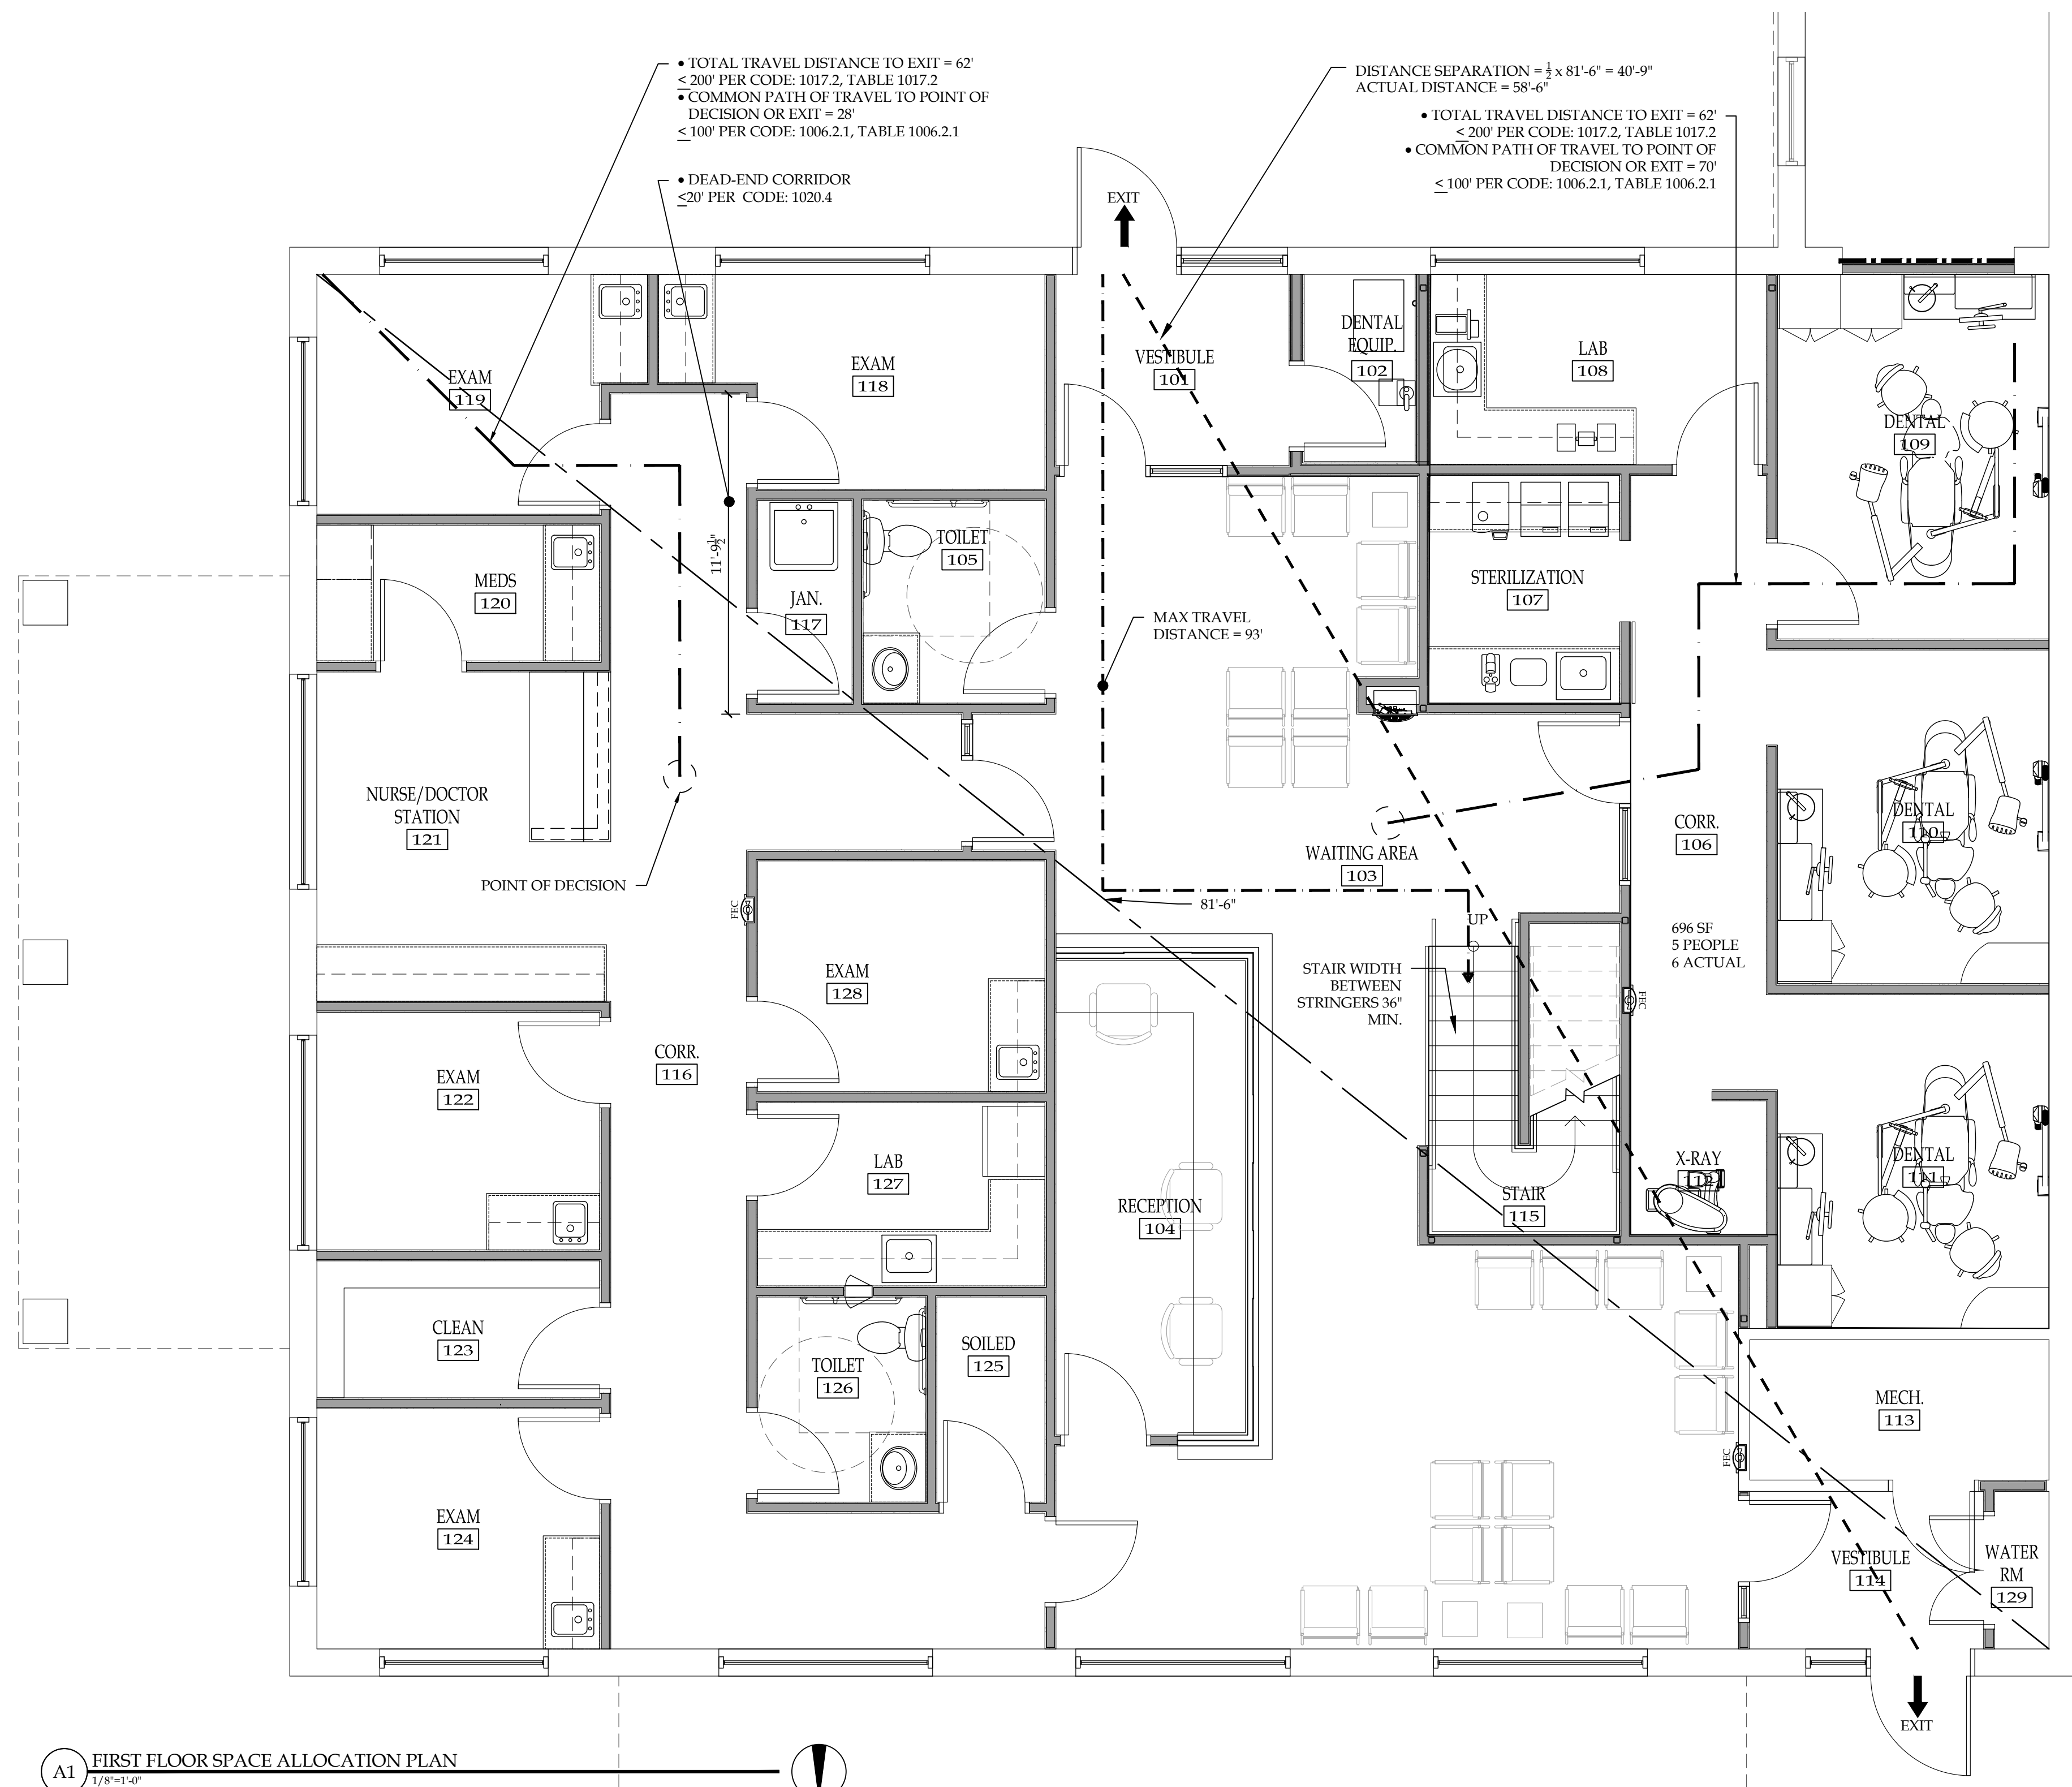 • TOTAL TRAVEL DISTANCE TO EXIT = 62'
≤ 200' PER CODE: 1017.2, TABLE 1017.2
• COMMON PATH OF TRAVEL TO POINT OF
DECISION OR EXIT = 28'
≤ 100' PER CODE: 1006.2.1, TABLE 1006.2.1
• DEAD-END CORRIDOR
≤20' PER CODE: 1020.4
DISTANCE SEPARATION = ½ x 81'-6" = 40'-9"
ACTUAL DISTANCE = 58'-6"
• TOTAL TRAVEL DISTANCE TO EXIT = 62'
≤ 200' PER CODE: 1017.2, TABLE 1017.2
• COMMON PATH OF TRAVEL TO POINT OF
DECISION OR EXIT = 70'
≤ 100' PER CODE: 1006.2.1, TABLE 1006.2.1
EXIT
EXAM
119
EXAM
118
VESTIBULE
101
DENTAL
EQUIP.
102
LAB
108
DENTAL
109
MEDS
120
11'-9½"
JAN.
117
TOILET
105
STERILIZATION
107
MAX TRAVEL
DISTANCE = 93'
NURSE/DOCTOR
STATION
121
POINT OF DECISION
WAITING AREA
103
CORR.
106
DENTAL
110
81'-6"
UP
FEC
696 SF
5 PEOPLE
6 ACTUAL
STAIR WIDTH
BETWEEN
STRINGERS 36"
MIN.
FEC
EXAM
128
CORR.
116
EXAM
122
LAB
127
RECEPTION
104
STAIR
115
X-RAY
112
DENTAL
111
CLEAN
123
TOILET
126
SOILED
125
MECH.
113
FEC
EXAM
124
VESTIBULE
114
WATER
RM
129
EXIT
A1
FIRST FLOOR SPACE ALLOCATION PLAN
1/8"=1'-0"